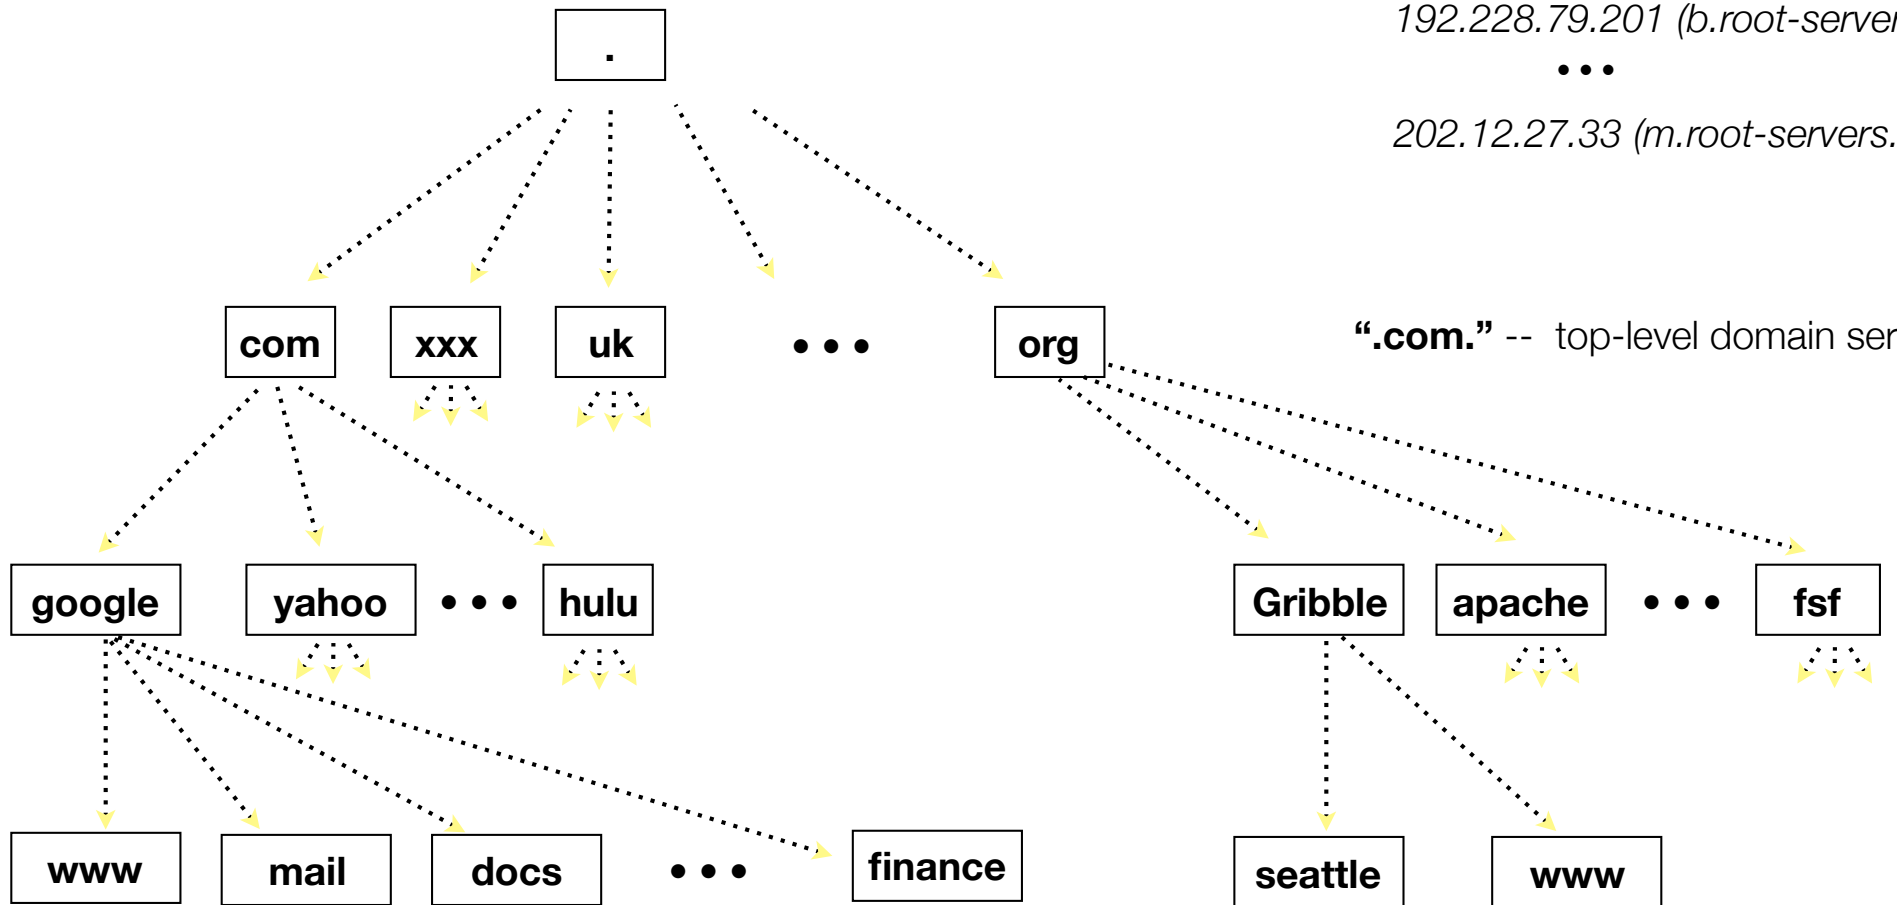 .
192.228.79.201 (b.root-server
•••
202.12.27.33 (m.root-servers.
com
xxx
uk
•••
org
“.com.” -- top-level domain ser
google
yahoo
•••
hulu
Gribble
apache
•••
fsf
www
mail
docs
•••
finance
seattle
www